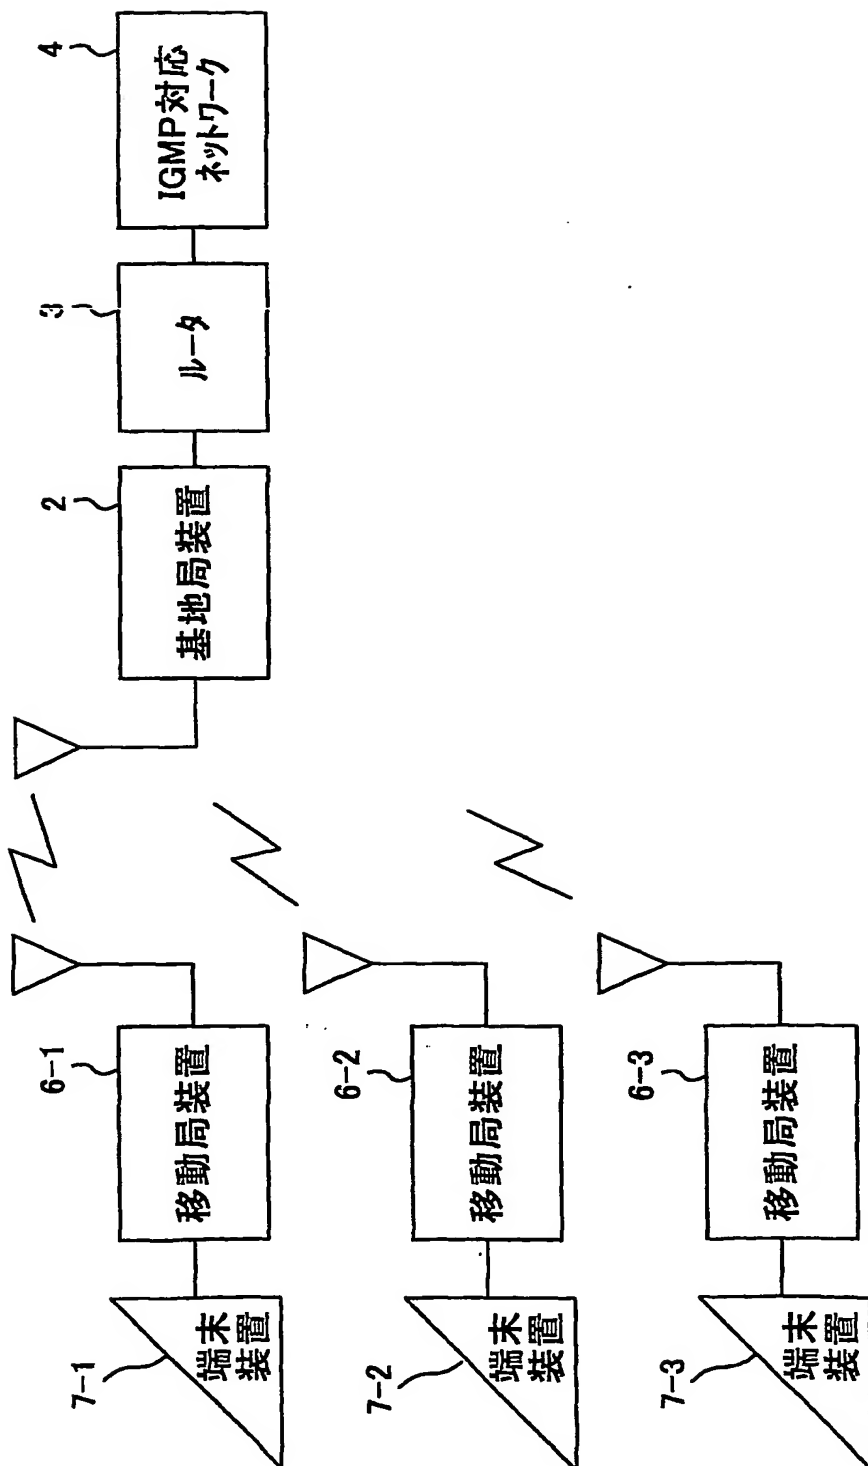 7-1
端末
装置
6-1
移動局装置
2
基地局装置
3
ルータ
4
IGMP対応
ネットワーク
7-2
端末
装置
6-2
移動局装置
7-3
端末
装置
6-3
移動局装置